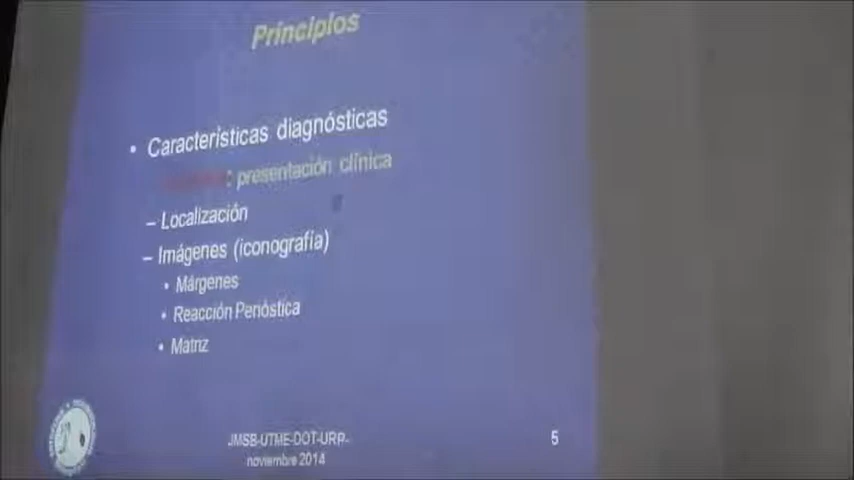 Principios
• Características diagnósticas
: presentación clínica
– Localización
– Imágenes (iconografía)
• Márgenes
• Reacción Perióstica
• Matriz
JMSB-UTME-DOT-URP-
noviembre 2014
5